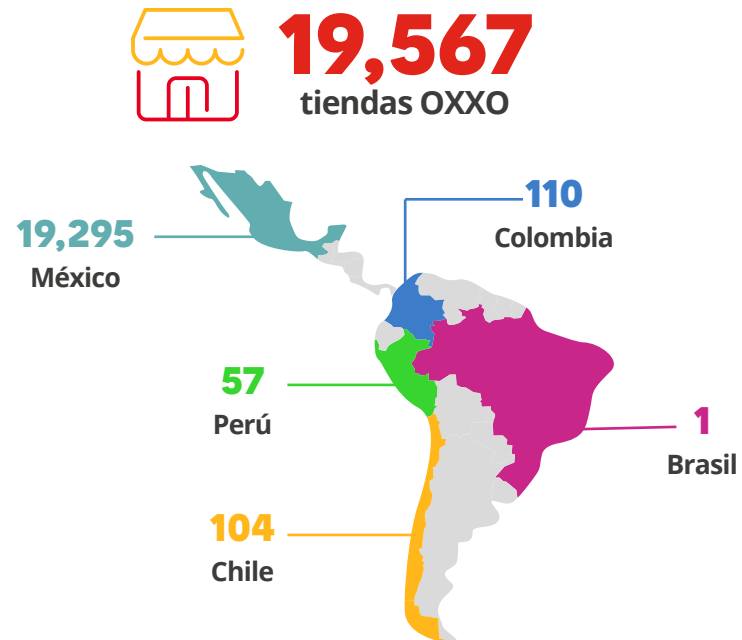 19,567
tiendas OXXO
110
Colombia
19,295
México
57
Perú
1
Brasil
104
Chile